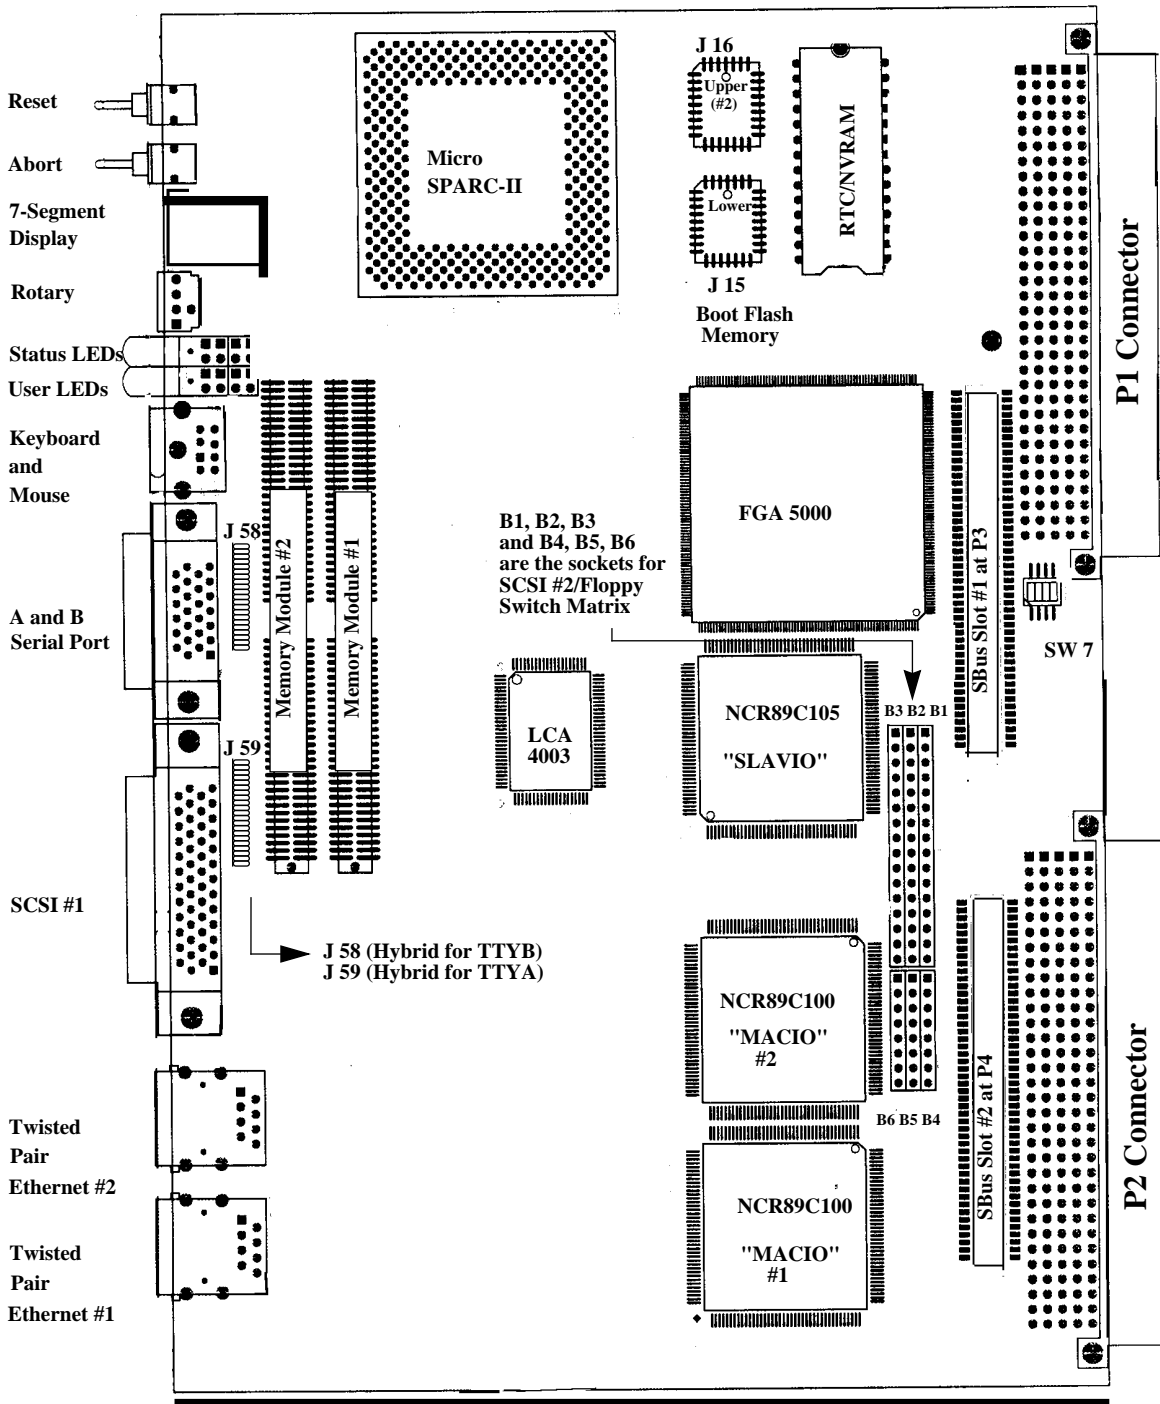 J 16
Upper
(#2)
Reset
Abort
Micro
SPARC-II
RTC/NVRAM
Lower
7-Segment
Display
J 15
Boot Flash
Memory
Rotary
P1 Connector
Status LEDs
User LEDs
Keyboard
and
Mouse
J 58
Memory Module #2
Memory Module #1
B1, B2, B3
and B4, B5, B6
are the sockets for
SCSI #2/Floppy
Switch Matrix
FGA 5000
SBus Slot #1 at P3
SW 7
A and B
Serial Port
J 59
LCA
4003
NCR89C105
"SLAVIO"
B3 B2 B1
SCSI #1
J 58 (Hybrid for TTYB)
J 59 (Hybrid for TTYA)
NCR89C100
"MACIO"
#2
SBus Slot #2 at P4
P2 Connector
B6 B5 B4
Twisted
Pair
Ethernet #2
NCR89C100
"MACIO"
#1
Twisted
Pair
Ethernet #1